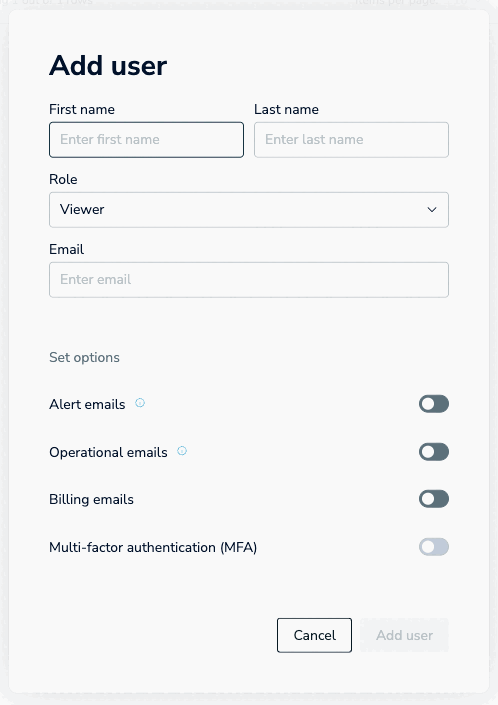 Add user
First name Last name
Enter first name Enter last name
Role
Viewer
Email
Enter email
Set options
Alert emails
Operational emails
Billing emails
Multi-factor authentication (MFA)
Cancel Add user